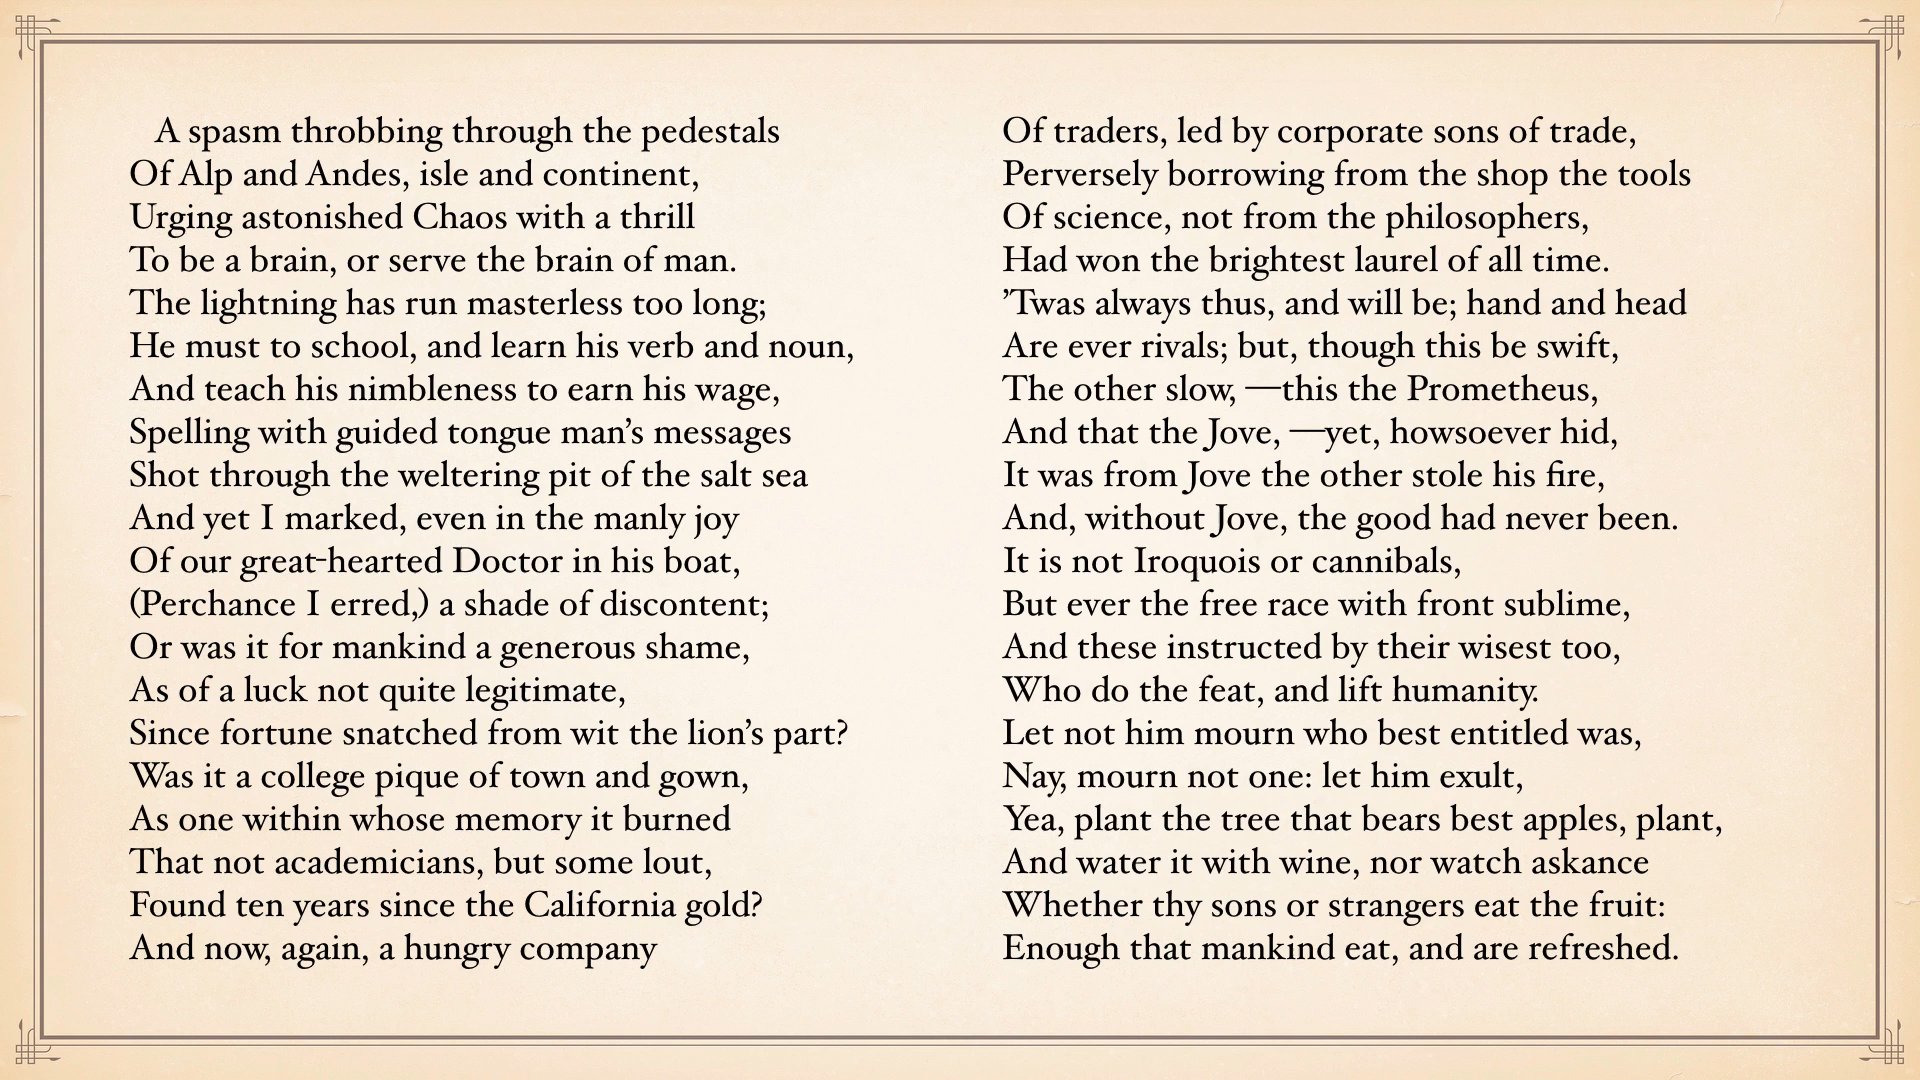 A spasm throbbing through the pedestals
Of Alp and Andes, isle and continent,
Urging astonished Chaos with a thrill
To be a brain, or serve the brain of man.
The lightning has run masterless too long;
He must to school, and learn his verb and noun,
And teach his nimbleness to earn his wage,
Spelling with guided tongue man’s messages
Shot through the weltering pit of the salt sea
And yet I marked, even in the manly joy
Of our great-hearted Doctor in his boat,
(Perchance I erred,) a shade of discontent;
Or was it for mankind a generous shame,
As of a luck not quite legitimate,
Since fortune snatched from wit the lion’s part?
Was it a college pique of town and gown,
As one within whose memory it burned
That not academicians, but some lout,
Found ten years since the California gold?
And now, again, a hungry company
Of traders, led by corporate sons of trade,
Perversely borrowing from the shop the tools
Of science, not from the philosophers,
Had won the brightest laurel of all time.
’Twas always thus, and will be; hand and head
Are ever rivals; but, though this be swift,
The other slow, —this the Prometheus,
And that the Jove, —yet, howsoever hid,
It was from Jove the other stole his fire,
And, without Jove, the good had never been.
It is not Iroquois or cannibals,
But ever the free race with front sublime,
And these instructed by their wisest too,
Who do the feat, and lift humanity.
Let not him mourn who best entitled was,
Nay, mourn not one: let him exult,
Yea, plant the tree that bears best apples, plant,
And water it with wine, nor watch askance
Whether thy sons or strangers eat the fruit:
Enough that mankind eat, and are refreshed.